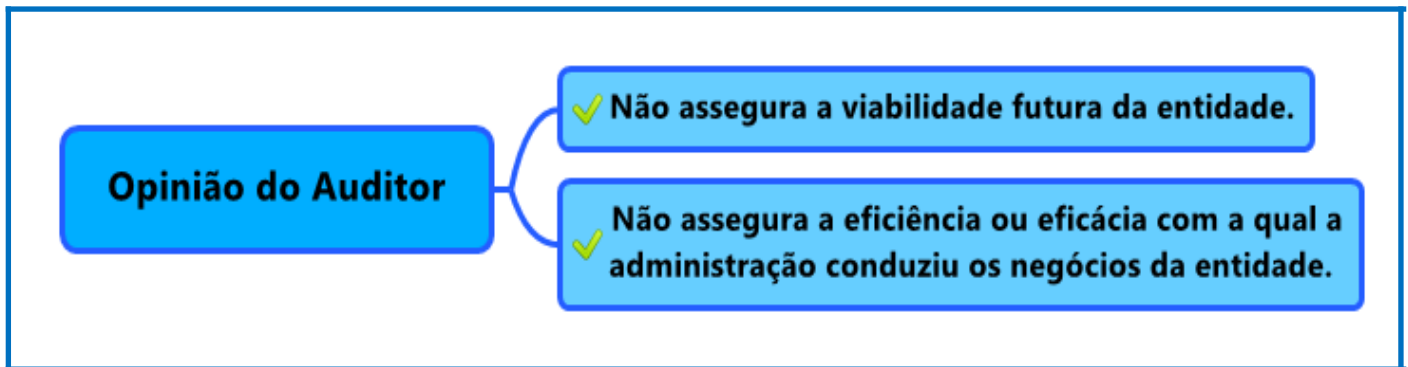 Opinião do Auditor
Não assegura a viabilidade futura da entidade.
Não assegura a eficiência ou eficácia com a qual a
administração conduziu os negócios da entidade.